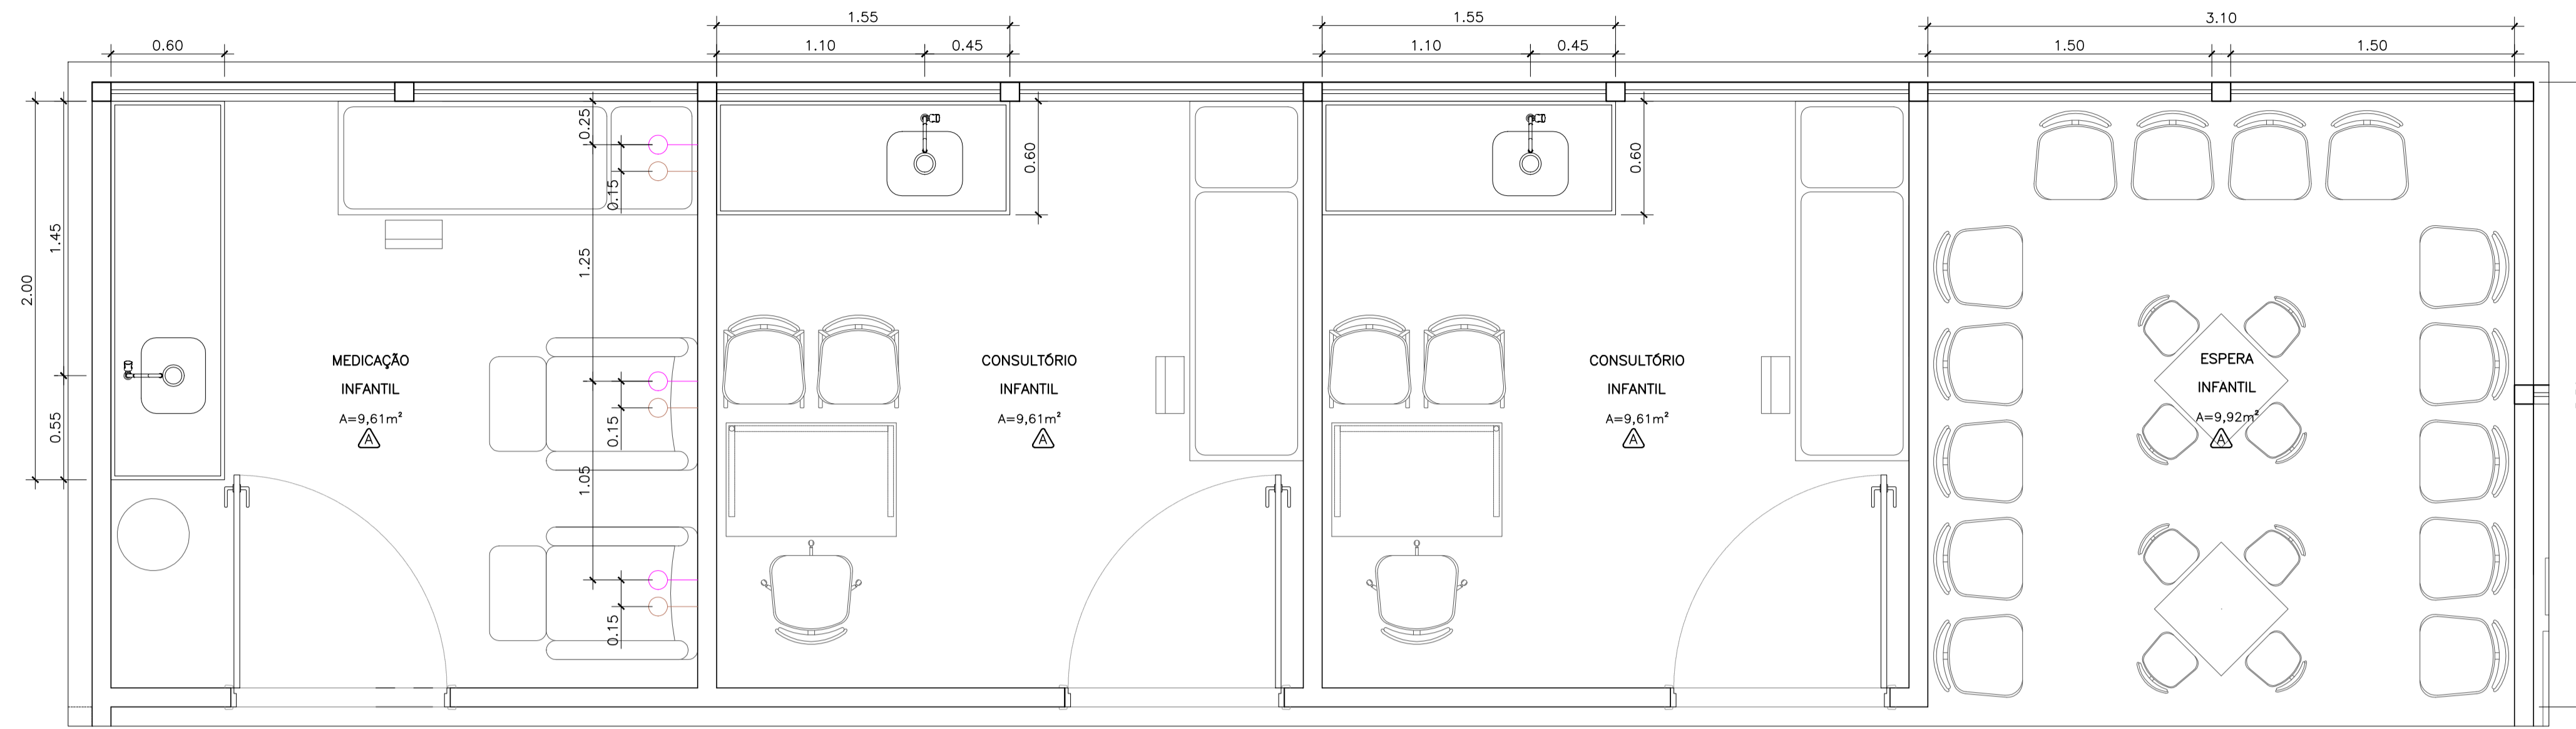 0.60
1.55
1.10
0.45
1.55
1.10
0.45
3.10
1.50
1.50
2.00
1.45
0.55
0.25
0.15
1.25
0.15
1.05
0.15
0.60
0.60
MEDICAÇÃO
INFANTIL
A=9,61m²
A
CONSULTÓRIO
INFANTIL
A=9,61m²
A
CONSULTÓRIO
INFANTIL
A=9,61m²
A
ESPERA
INFANTIL
A=9,92m²
A